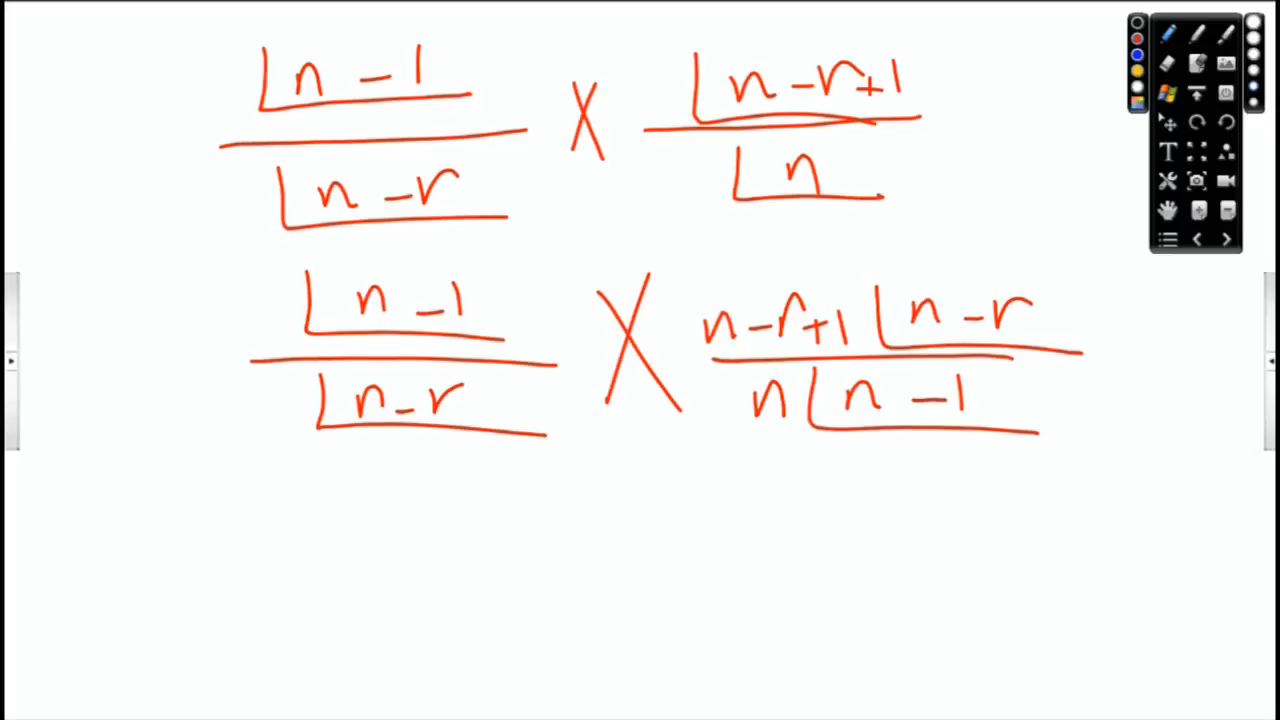 |n - 1 × |n - r + 1
|n - r |n
|n - 1 × n - r + 1 |n - r
|n - r n |n - 1